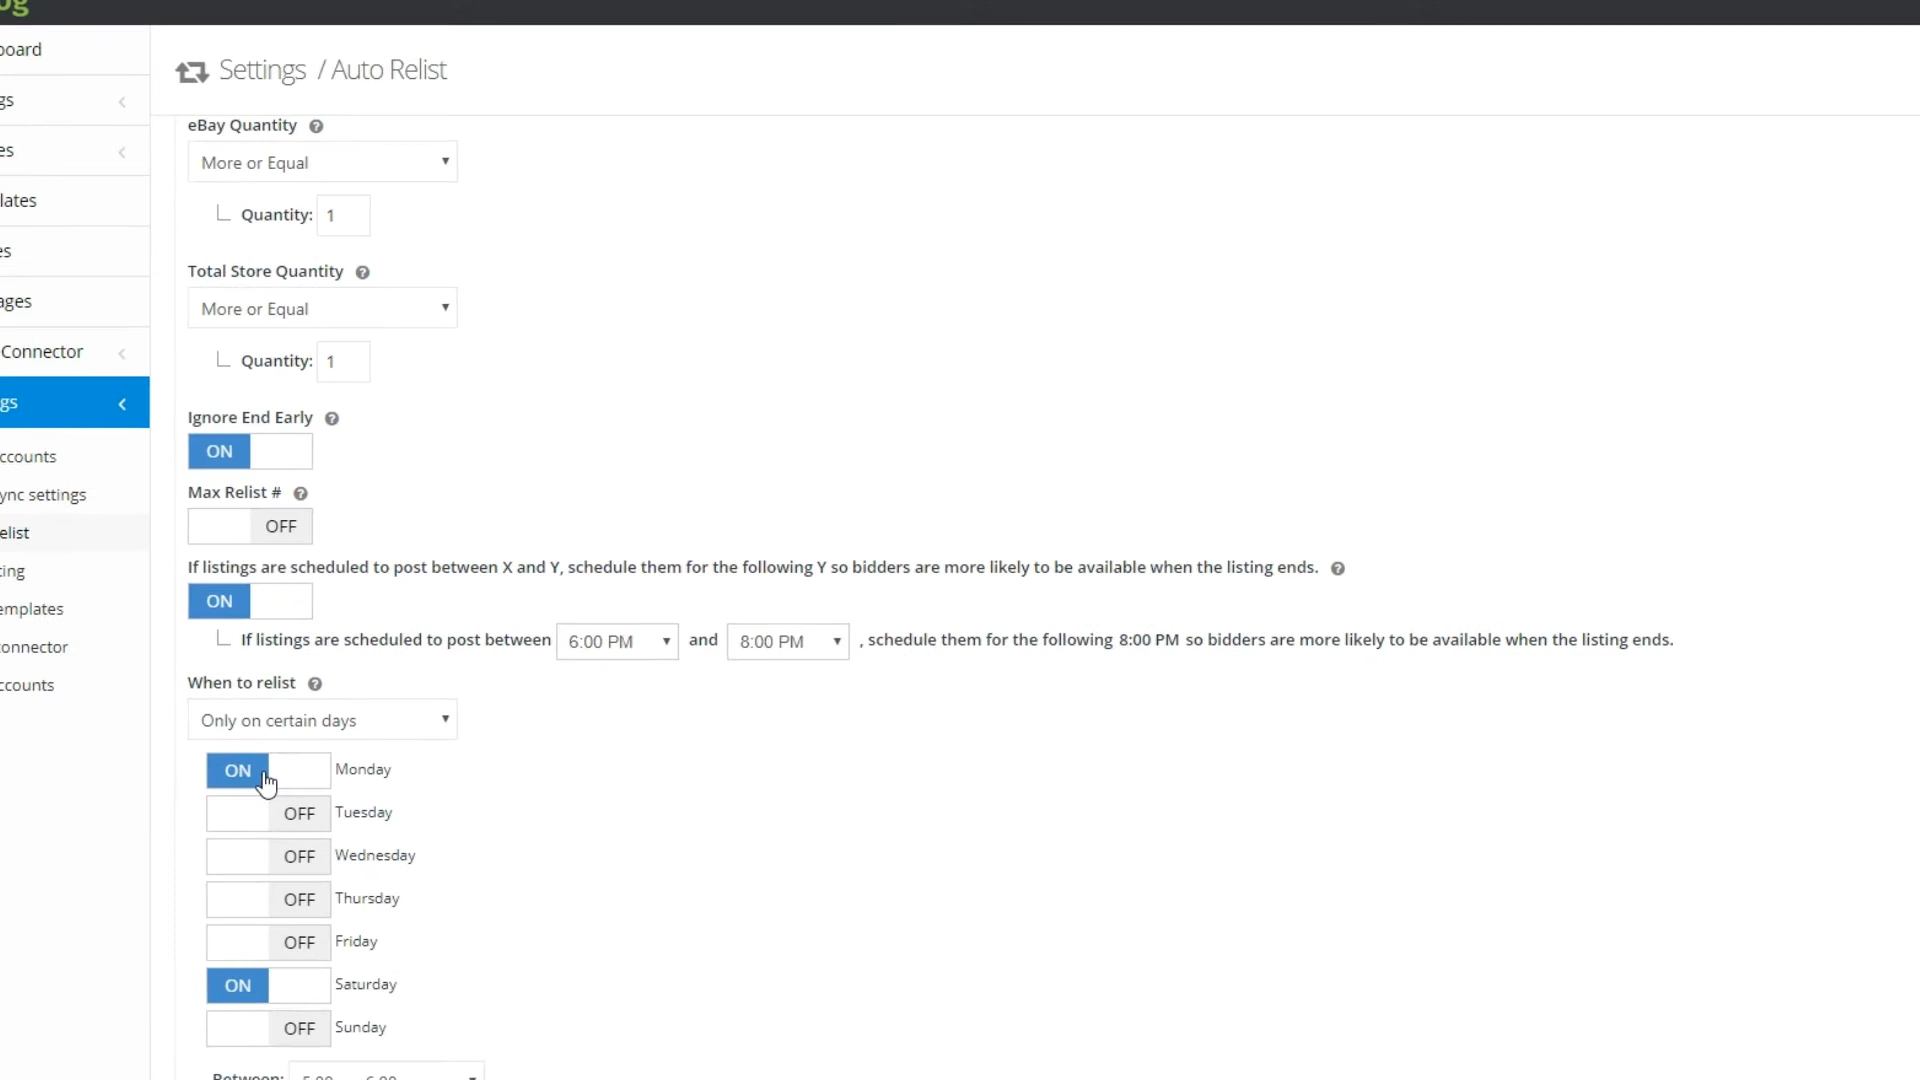 og
board
Settings / Auto Relist
gs
es
lates
es
ages
Connector
gs
ccounts
ync settings
elist
ting
emplates
onnector
ccounts
eBay Quantity
More or Equal
Quantity: 1
Total Store Quantity
More or Equal
Quantity: 1
Ignore End Early
ON
Max Relist #
OFF
If listings are scheduled to post between X and Y, schedule them for the following Y so bidders are more likely to be available when the listing ends.
ON
If listings are scheduled to post between 6:00 PM and 8:00 PM , schedule them for the following 8:00 PM so bidders are more likely to be available when the listing ends.
When to relist
Only on certain days
ON Monday
OFF Tuesday
OFF Wednesday
OFF Thursday
OFF Friday
ON Saturday
OFF Sunday
Between: